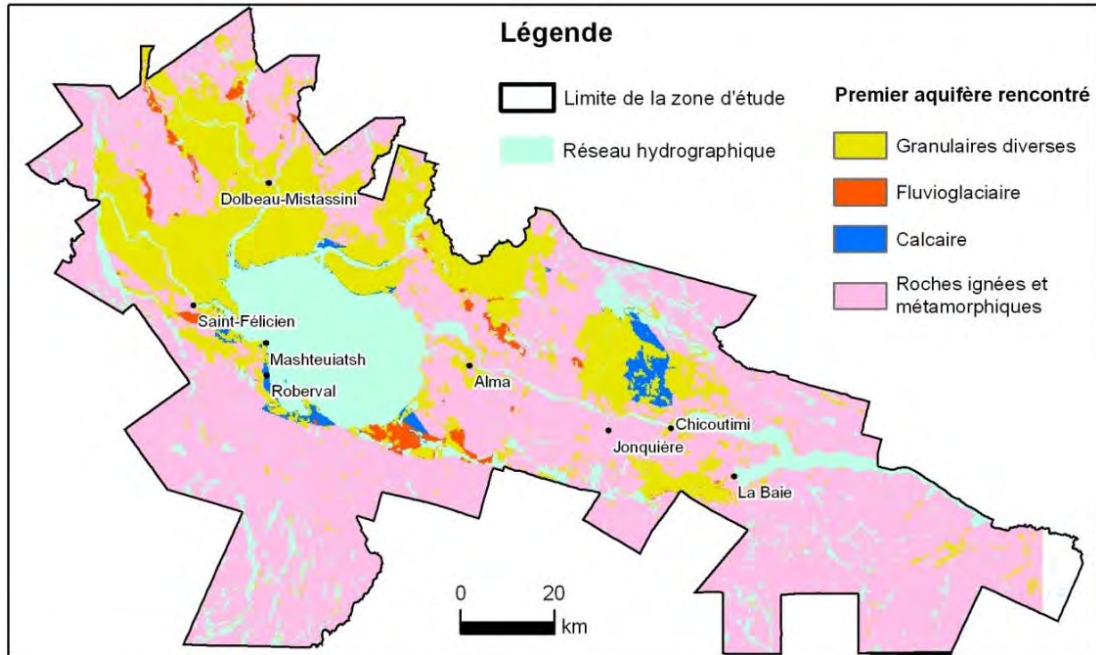 Légende
Limite de la zone d'étude
Réseau hydrographique
Premier aquifère rencontré
Granulaires diverses
Fluvioglaciaire
Calcaire
Roches ignées et
métamorphiques
Dolbeau-Mistassini
Saint-Félicien
Mashteuiatsh
Roberval
Alma
Chicoutimi
Jonquiére
La Baie
0 20
km